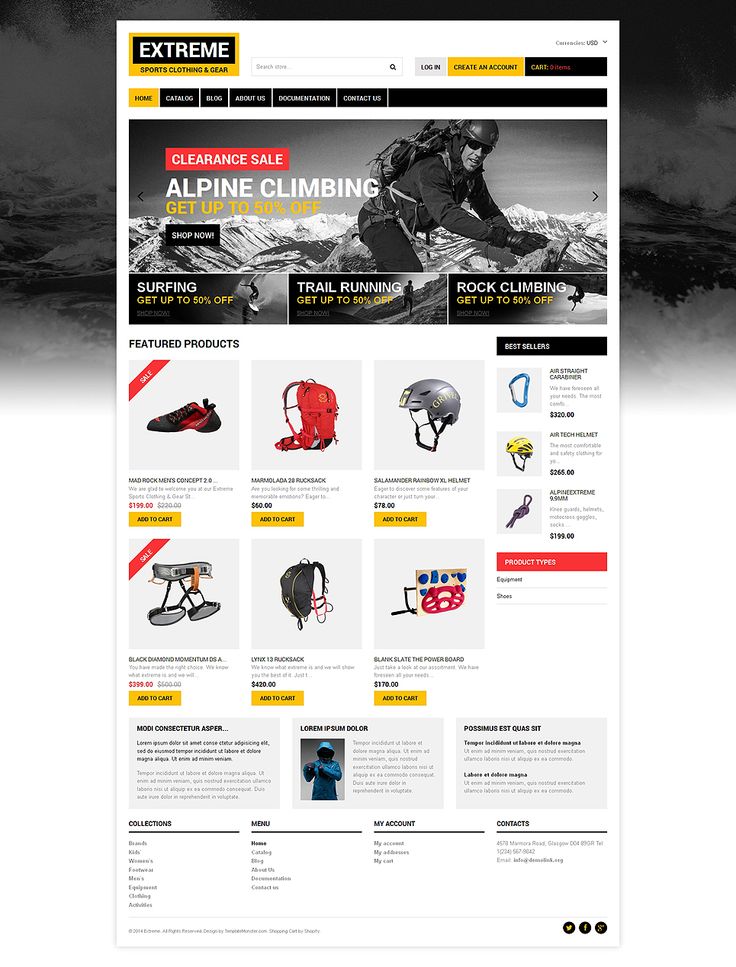 EXTREME
SPORTS CLOTHING & GEAR
Currencies: USD
Search store...
LOG IN
CREATE AN ACCOUNT
CART: 0 items
HOME
CATALOG
BLOG
ABOUT US
DOCUMENTATION
CONTACT US
CLEARANCE SALE
ALPINE CLIMBING
GET UP TO 50% OFF
SHOP NOW!
SURFING
GET UP TO 50% OFF
SHOP NOW!
TRAIL RUNNING
GET UP TO 50% OFF
SHOP NOW!
ROCK CLIMBING
GET UP TO 50% OFF
SHOP NOW!
FEATURED PRODUCTS
SALE
MAD ROCK MEN'S CONCEPT 2.0 ...
We are glad to welcome you at our Extreme
Sports Clothing & Gear St...
$199.00 $220.00
ADD TO CART
MARMOLADA 28 RUCKSACK
Are you looking for some thrilling and
memorable emotions? Eager to...
$60.00
ADD TO CART
GRIVEL
SALAMANDER RAINBOW XL HELMET
Eager to discover some features of your
character or just turn your...
$78.00
ADD TO CART
SALE
BLACK DIAMOND MOMENTUM DS A...
You have made the right choice. We know
what extreme is and we will...
$399.00 $500.00
ADD TO CART
LYNX 13 RUCKSACK
We know what extreme is and we will show
you the best of it. Just t...
$420.00
ADD TO CART
BLANK SLATE THE POWER BOARD
Just take a look at our assortment. We have
foreseen all your needs...
$170.00
ADD TO CART
BEST SELLERS
AIR STRAIGHT
CARABINER
We have foreseen all
your needs. The most
comfo...
$320.00
AIR TECH HELMET
The most comfortable
and safety clothing for
yo...
$265.00
ALPINEEXTREME
9.9MM
Knee guards, helmets,
motocross goggles,
socks ...
$199.00
PRODUCT TYPES
Equipment
Shoes
MODI CONSECTETUR ASPER...
Lorem ipsum dolor sit amet conse ctetur adipisicing elit,
sed do eiusmod tempor incididunt ut labore et dolore
magna aliqua. Ut enim ad minim veniam.
Tempor incididunt ut labore et dolore magna aliqua. Ut
enim ad minim veniam, quis nostrud exercitation ullamco
laboris nisi ut aliquip ex ea commodo consequat. Duis
aute irure dolor in reprehenderit in voluptate.
LOREM IPSUM DOLOR
Tempor incididunt ut labore et
dolore magna aliqua. Ut enim ad
minim veniam, quis nostrud
exercitation ullamco laboris nisi ut
aliquip ex ea commodo consequat.
Duis aute irure dolor in
reprehenderit in voluptate.
POSSIMUS EST QUAS SIT
Tempor incididunt ut labore et dolore magna
Ut enim ad minim veniam, quis nostrud exercitation
ullamco laboris nisi ut aliquip ex ea commodo.
Labore et dolore magna
Ut enim ad minim veniam, quis nostrud exercitation
ullamco laboris nisi ut aliquip ex ea commodo.
COLLECTIONS
Brands
Kids'
Women's
Footwear
Men's
Equipment
Clothing
Activities
MENU
Home
Catalog
Blog
About Us
Documentation
Contact us
MY ACCOUNT
My account
My addresses
My cart
CONTACTS
4578 Marmora Road, Glasgow D04 89GR Tel
1(234) 567-9842
Email: info@demolink.org
© 2014 Extreme. All Rights Reserved. Design by TemplateMonster.com. Shopping Cart by Shopify.